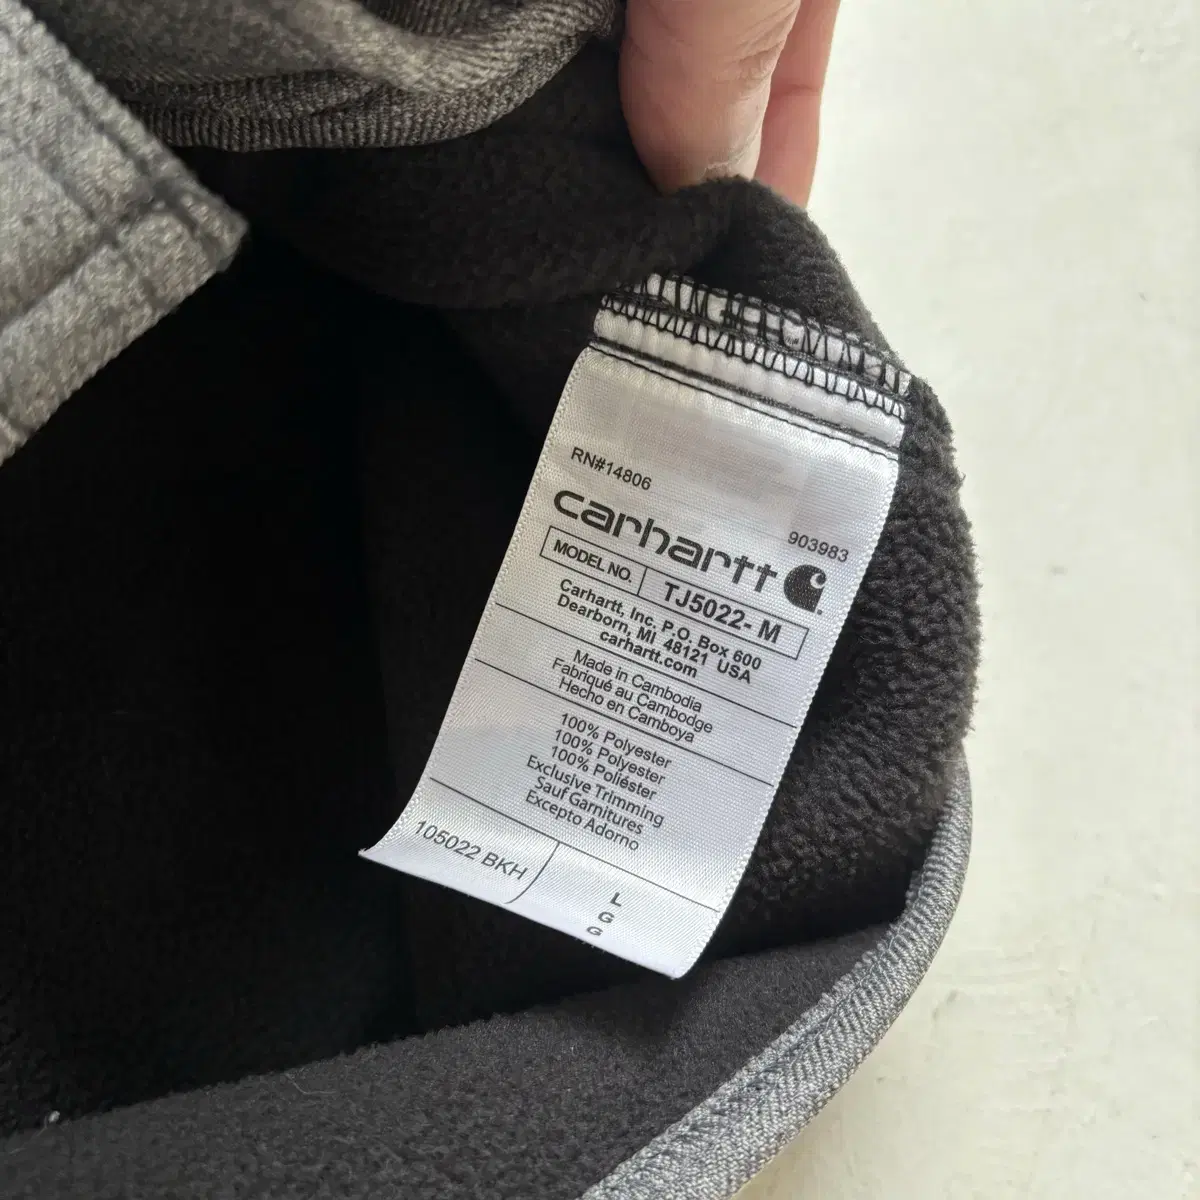 RN#14806
carhartt
903983
MODEL NO. TJ5022- M
Carhartt, Inc. P.O. Box 600
Dearborn, MI 48121 USA
carhartt.com
Made in Cambodia
Fabriqué au Cambodge
Hecho en Camboya
100% Polyester
100% Polyester
100% Poliéster
Exclusive Trimming
Sauf Garnitures
Excepto Adorno
105022 BKH
L
G
G